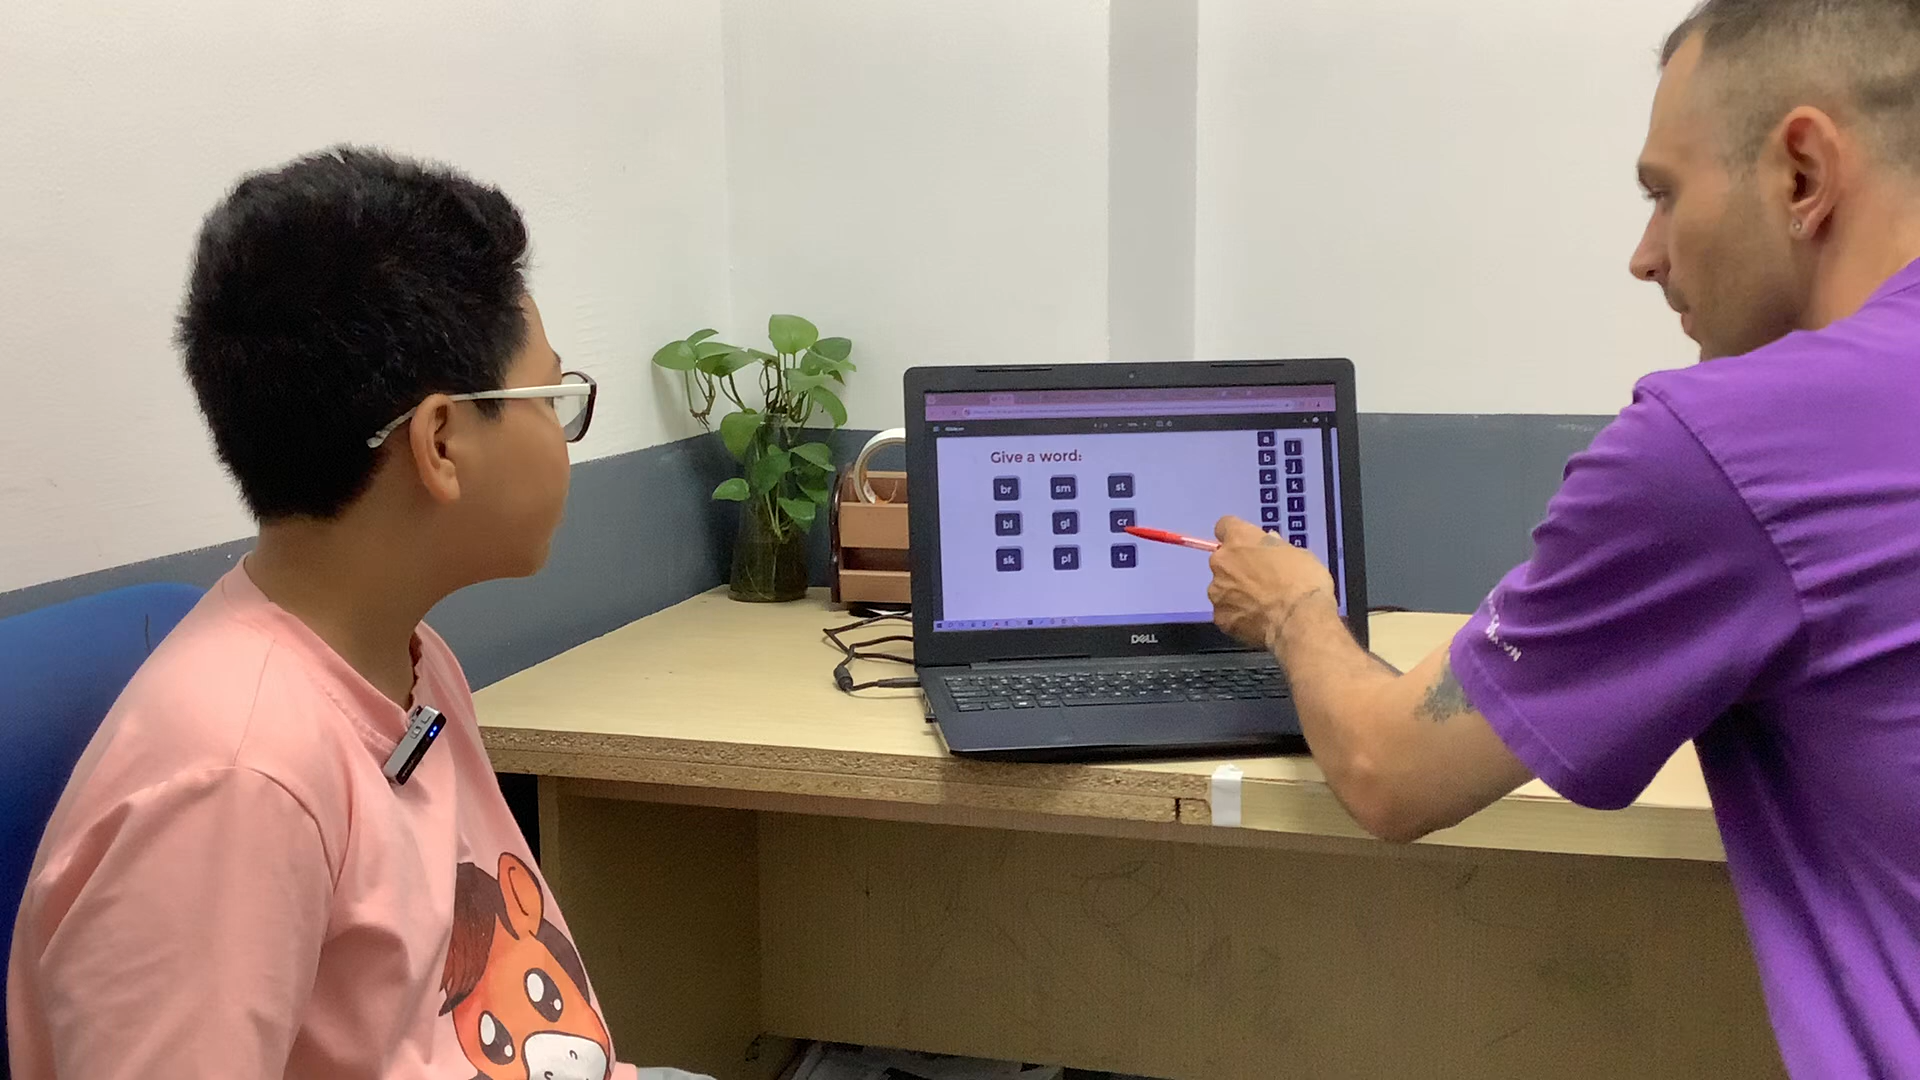 Give a word:
br sm st
bl gl cr
sk pl tr
a i
b j
c k
d l
e m
n
DELL